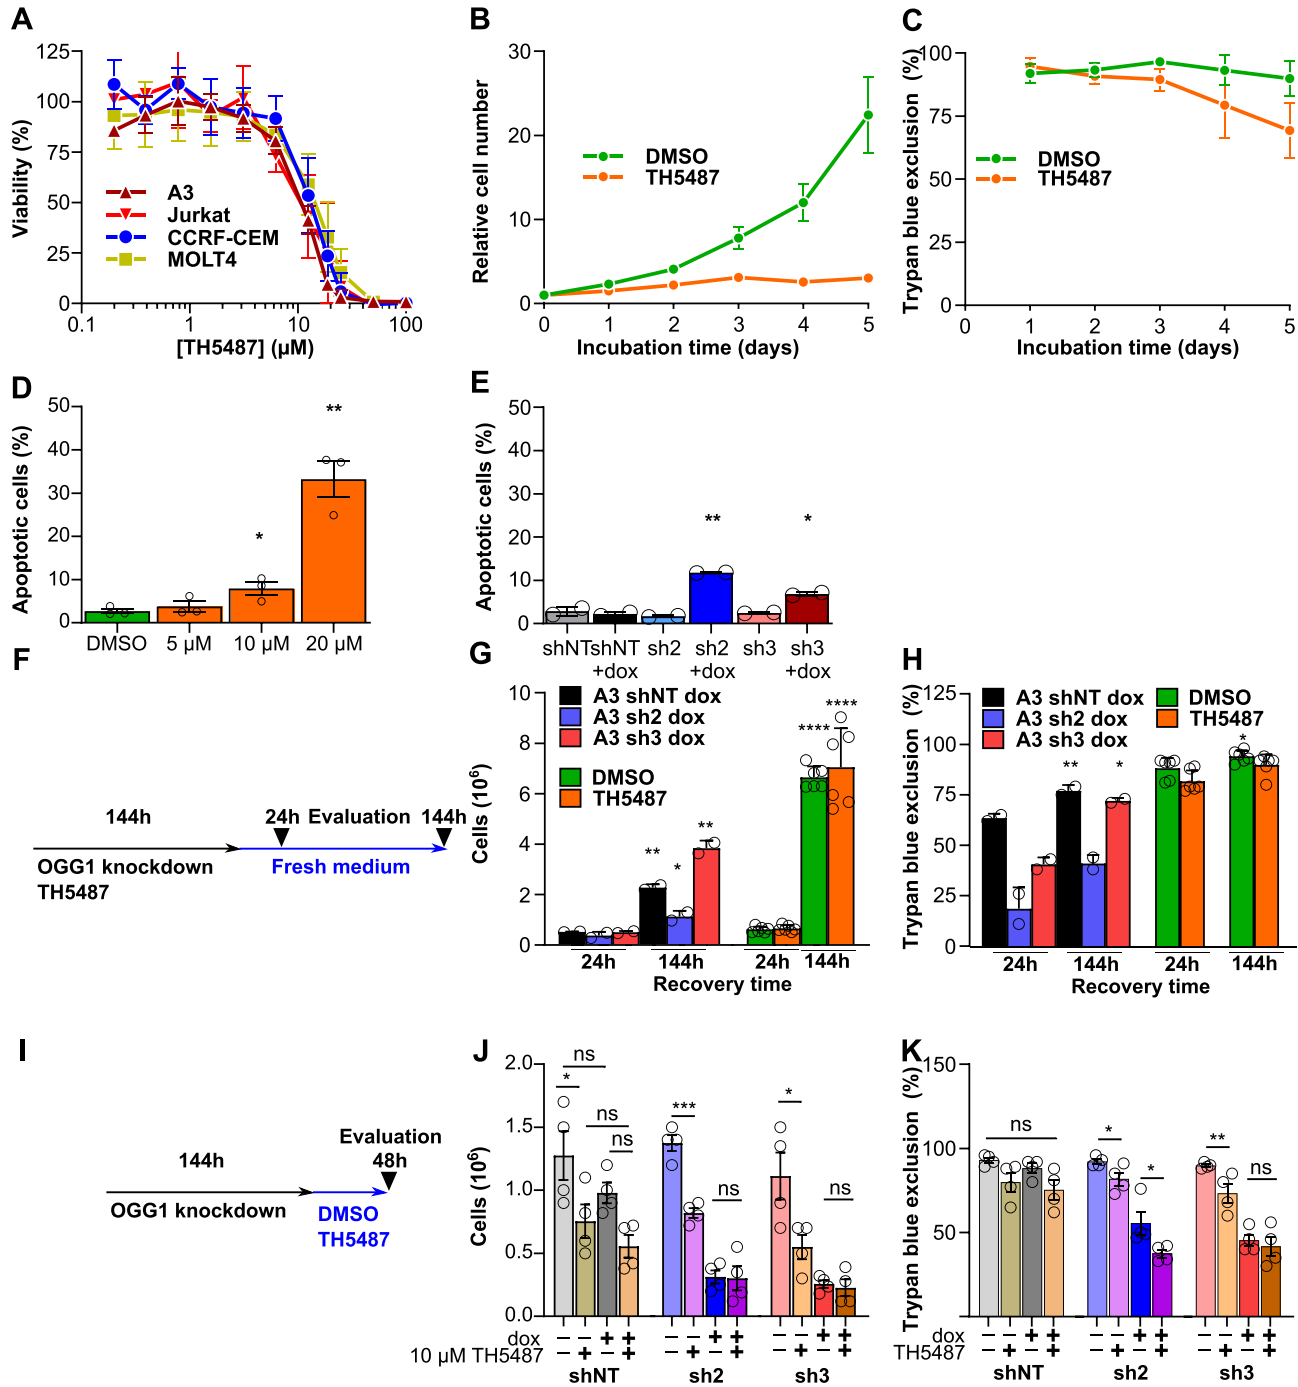 A
125
100
75
50
25
0
Viability (%)
A3
Jurkat
CCRF-CEM
MOLT4
0.1
1
10
100
[TH5487] (µM)
B
30
20
10
0
Relative cell number
DMSO
TH5487
0 1 2 3 4 5
Incubation time (days)
C
100
75
50
25
0
Trypan blue exclusion (%)
DMSO
TH5487
0 1 2 3 4 5
Incubation time (days)
D
50
40
30
20
10
0
Apoptotic cells (%)
*
**
DMSO 5 µM 10 µM 20 µM
E
50
40
30
20
10
0
Apoptotic cells (%)
**
*
shNT shNT sh2 sh2 sh3 sh3
+dox +dox +dox
F
144h
24h Evaluation 144h
OGG1 knockdown
TH5487
Fresh medium
G
10
8
6
4
2
0
Cells (10⁶)
A3 shNT dox
A3 sh2 dox
A3 sh3 dox
DMSO
TH5487
**
*
**
****
****
24h 144h 24h 144h
Recovery time
H
125
100
75
50
25
0
Trypan blue exclusion (%)
A3 shNT dox
A3 sh2 dox
A3 sh3 dox
DMSO
TH5487
**
*
*
24h 144h 24h 144h
Recovery time
I
Evaluation
144h
48h
OGG1 knockdown
DMSO
TH5487
J
2.0
1.5
1.0
0.5
0.0
Cells (10⁶)
ns
*
ns
ns
***
ns
*
ns
dox − − + + − − + + − − + +
10 µM TH5487 − + − + − + − + − + − +
shNT sh2 sh3
K
150
100
50
Trypan blue exclusion (%)
ns
*
*
**
ns
dox − − + + − − + + − − + +
TH5487 − + − + − + − + − + − +
shNT sh2 sh3